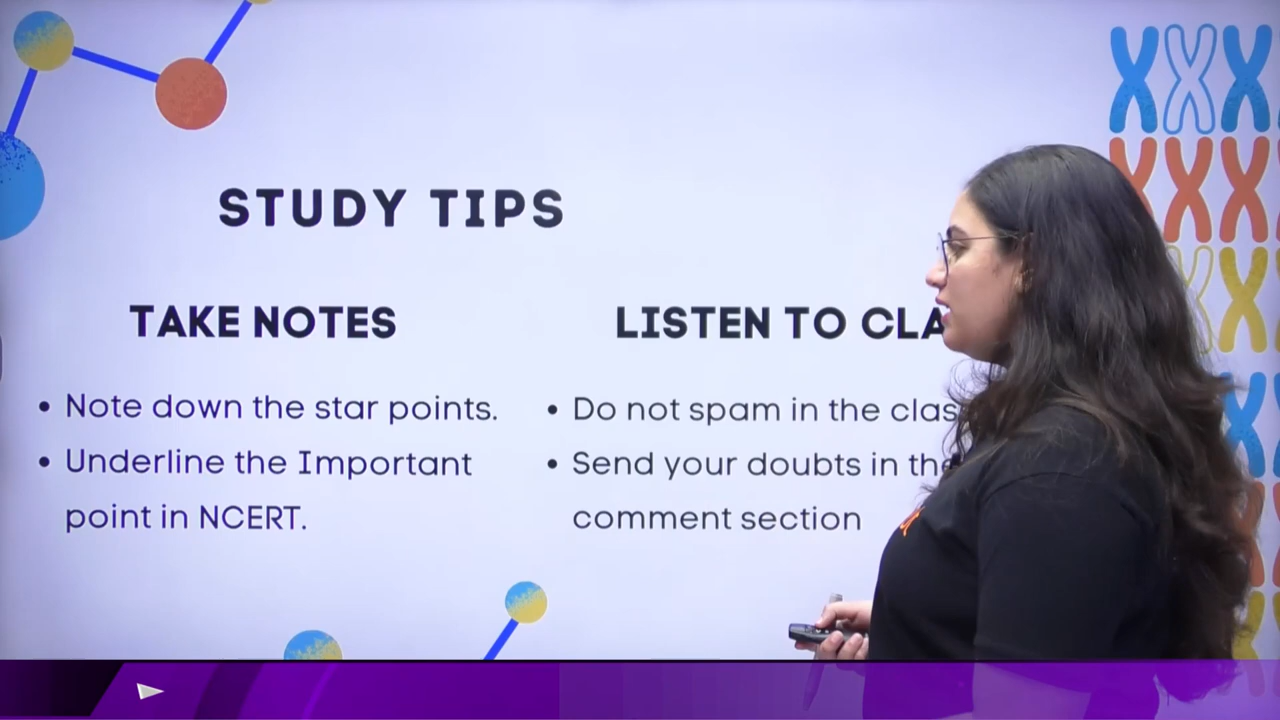 STUDY TIPS
TAKE NOTES
• Note down the star points.
• Underline the Important
point in NCERT.
LISTEN TO
• Do not spam in the
• Send your doubts in the
comment section